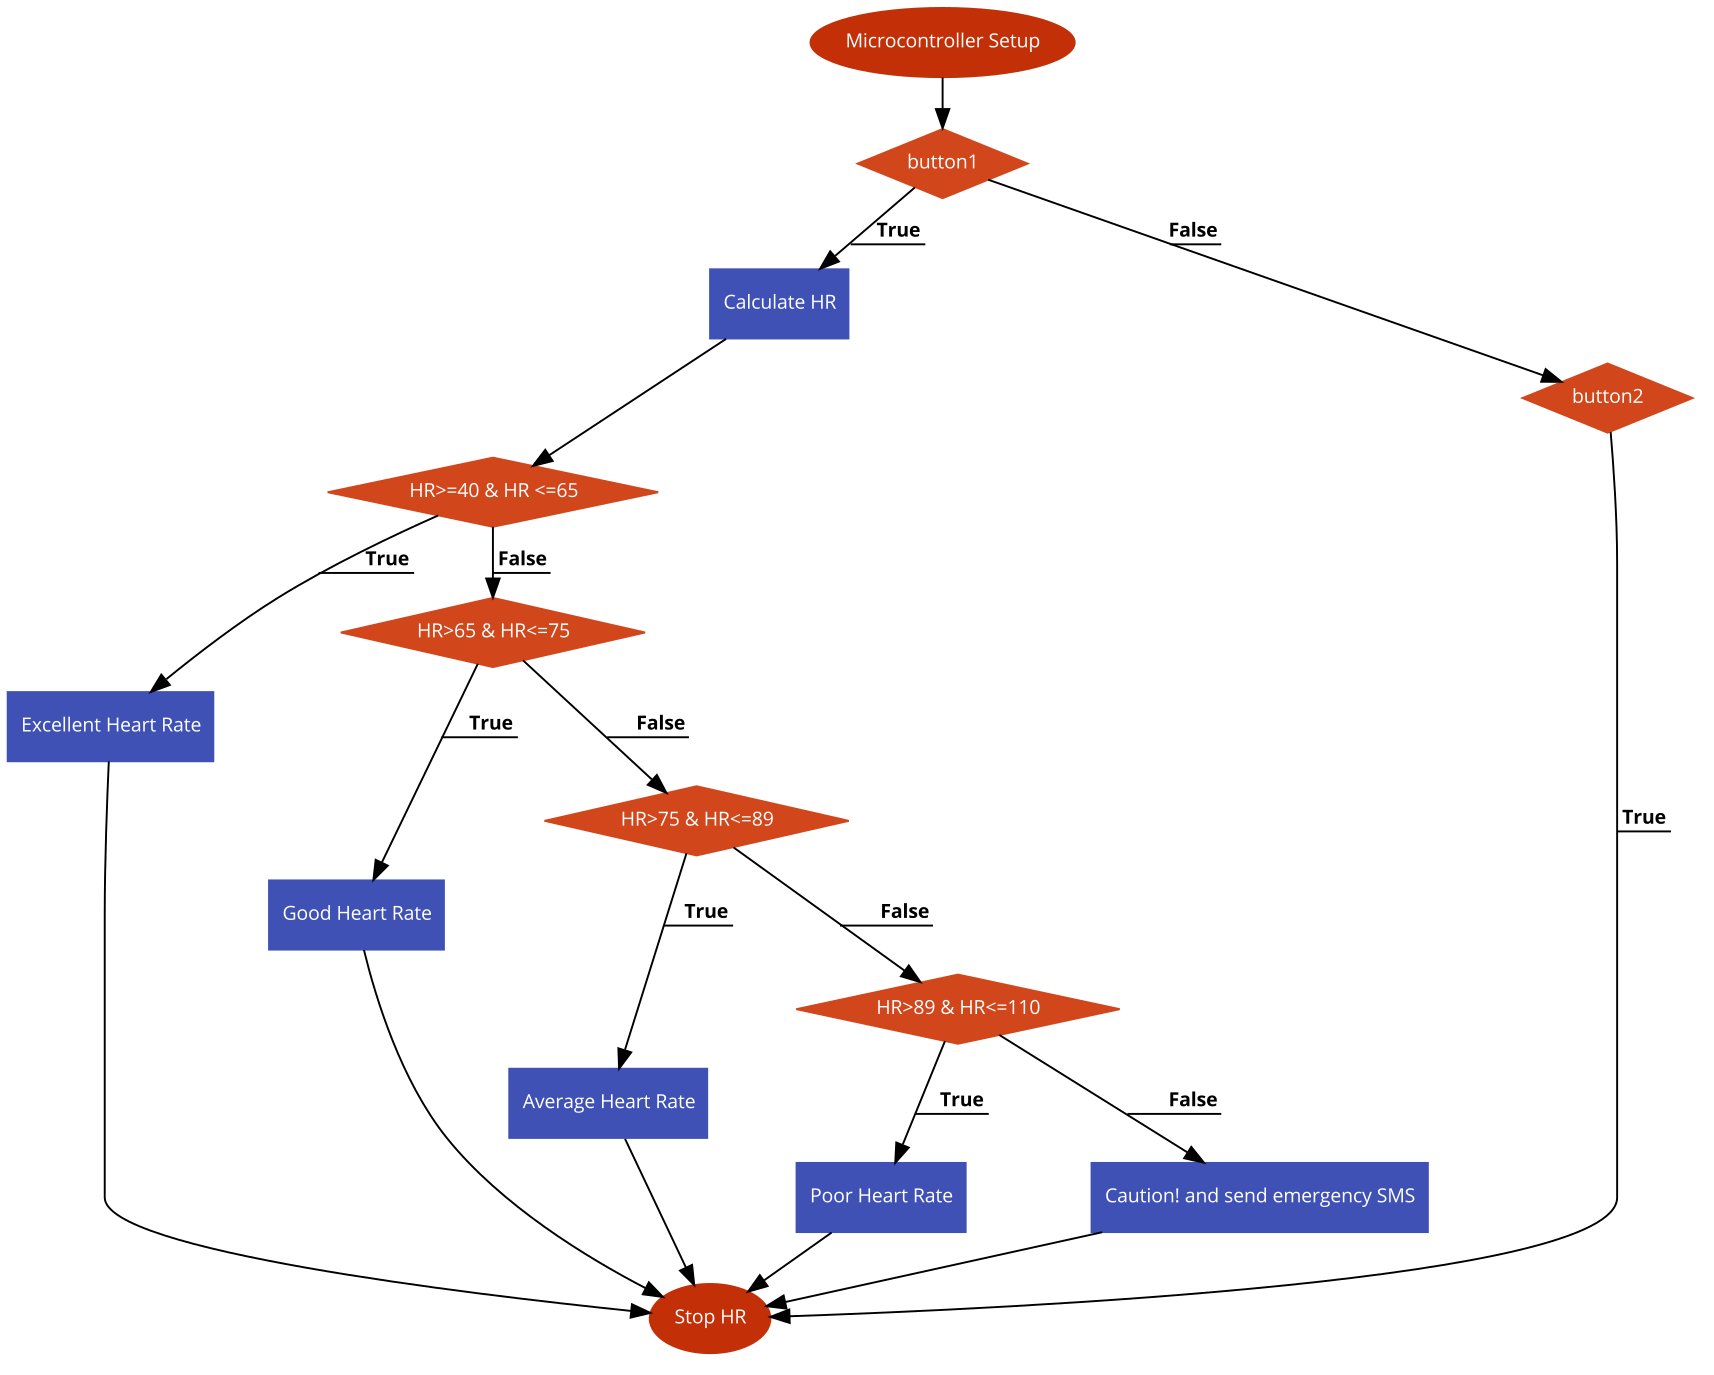 Microcontroller Setup
button1
True
False
Calculate HR
button2
HR>=40 & HR <=65
True
False
HR>65 & HR<=75
Excellent Heart Rate
True
False
HR>75 & HR<=89
True
Good Heart Rate
True
False
HR>89 & HR<=110
Average Heart Rate
True
False
Poor Heart Rate
Caution! and send emergency SMS
Stop HR